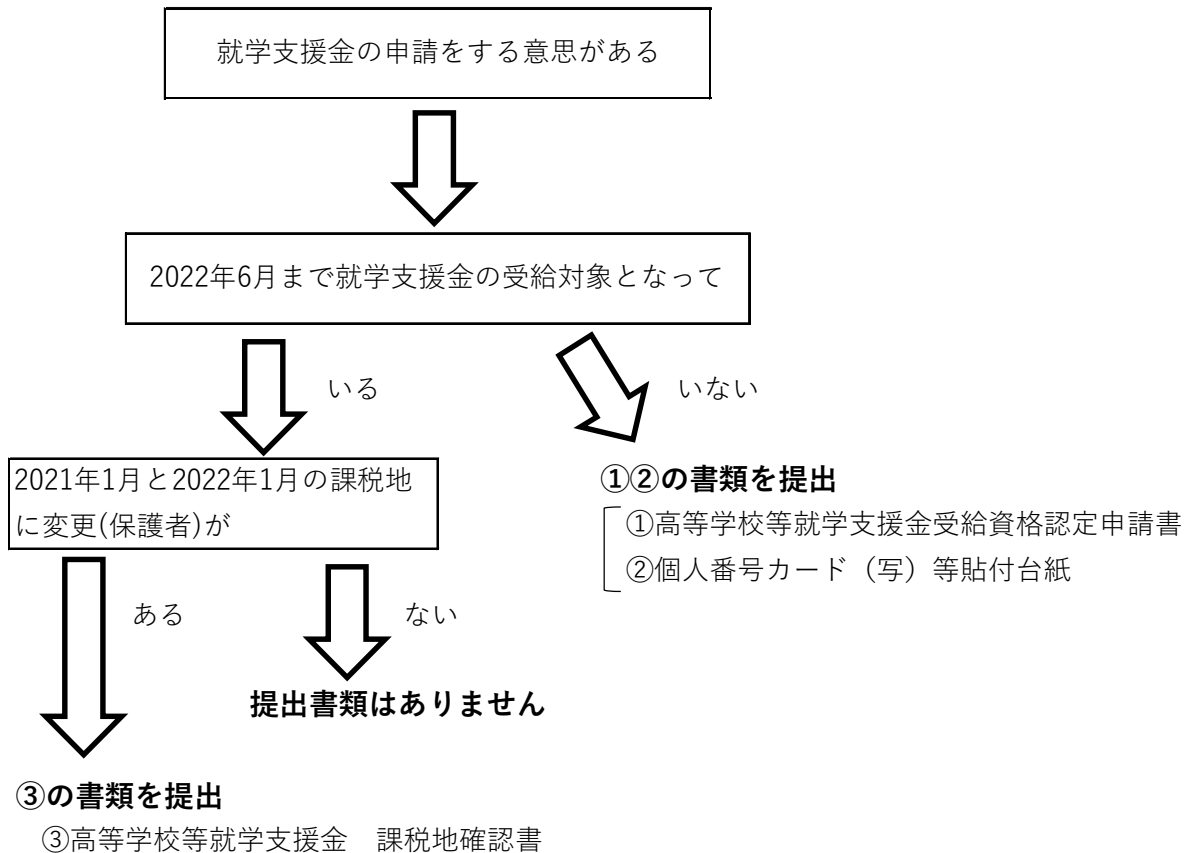 就学支援金の申請をする意思がある
2022年6月まで就学支援金の受給対象となって
いる
いない
2021年1月と2022年1月の課税地
に変更(保護者)が
①②の書類を提出
①高等学校等就学支援金受給資格認定申請書
②個人番号カード（写）等貼付台紙
ある
ない
提出書類はありません
③の書類を提出
③高等学校等就学支援金　課税地確認書